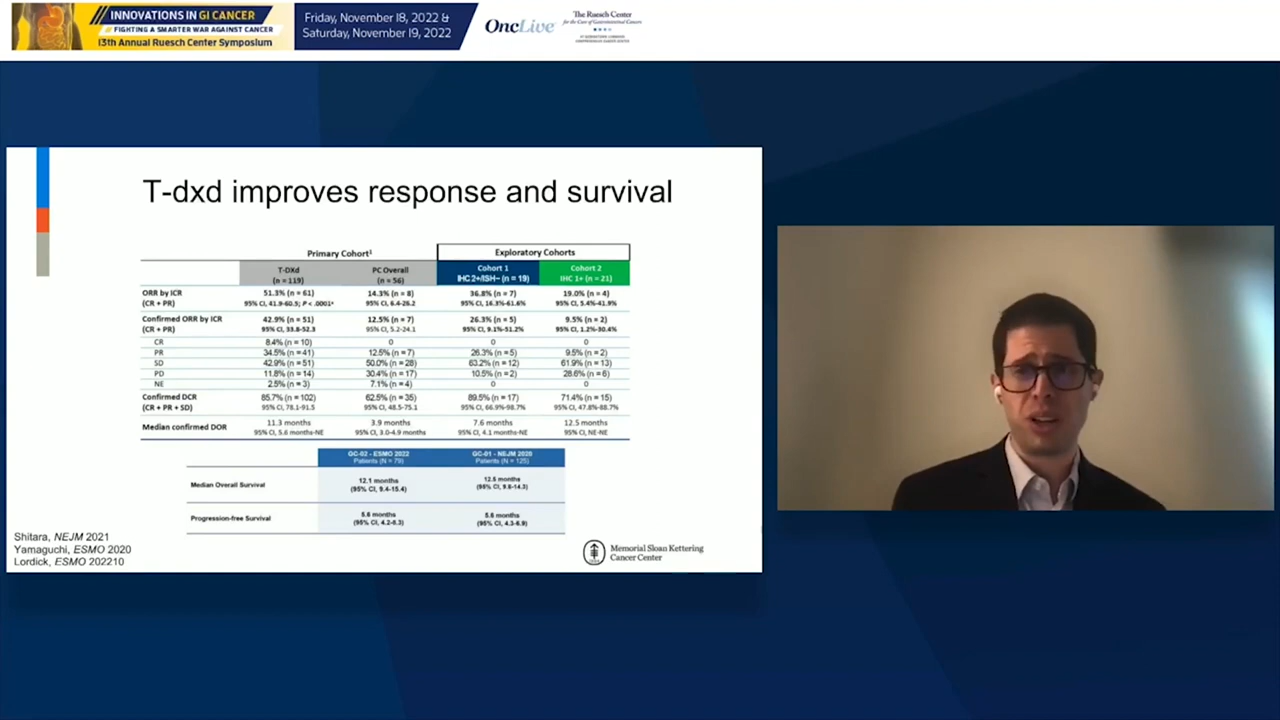 INNOVATIONS IN GI CANCER
FIGHTING A SMARTER WAR AGAINST CANCER
13th Annual Ruesch Center Symposium
Friday, November 18, 2022 &
Saturday, November 19, 2022
OncLive
The Ruesch Center
for the Cure of Gastrointestinal Cancers
T-dxd improves response and survival
Primary Cohort¹ Exploratory Cohorts
T-DXd PC Overall Cohort 1 Cohort 2
(n = 119) (n = 56) IHC 2+/ISH− (n = 19) IHC 1+ (n = 21)
ORR by ICR 51.3% (n = 61) 14.3% (n = 8) 36.8% (n = 7) 19.0% (n = 4)
(CR + PR) 95% CI, 41.9-60.5; P < .0001 95% CI, 6.4-26.2 95% CI, 16.3%-61.6% 95% CI, 5.4%-41.9%
Confirmed ORR by ICR 42.9% (n = 51) 12.5% (n = 7) 26.3% (n = 5) 9.5% (n = 2)
(CR + PR) 95% CI, 33.8-52.3 95% CI, 5.2-24.1 95% CI, 9.1%-51.2% 95% CI, 1.2%-30.4%
CR 8.4% (n = 10) 0 0 0
PR 34.5% (n = 41) 12.5% (n = 7) 26.3% (n = 5) 9.5% (n = 2)
SD 42.9% (n = 51) 50.0% (n = 28) 63.2% (n = 12) 61.9% (n = 13)
PD 11.8% (n = 14) 30.4% (n = 17) 10.5% (n = 2) 28.6% (n = 6)
NE 2.5% (n = 3) 7.1% (n = 4) 0 0
Confirmed DCR 85.7% (n = 102) 62.5% (n = 35) 89.5% (n = 17) 71.4% (n = 15)
(CR + PR + SD) 95% CI, 78.1-91.5 95% CI, 48.5-75.1 95% CI, 66.9%-98.7% 95% CI, 47.8%-88.7%
Median confirmed DOR 11.3 months 3.9 months 7.6 months 12.5 months
95% CI, 5.6 months-NE 95% CI, 3.0-4.9 months 95% CI, 4.1 months-NE 95% CI, NE-NE
GC-02 - ESMO 2022 GC-01 - NEJM 2020
Patients (N = 79) Patients (N = 125)
Median Overall Survival 12.1 months 12.5 months
(95% CI, 9.4-15.4) (95% CI, 9.6-14.3)
Progression-free Survival 5.6 months 5.6 months
(95% CI, 4.2-8.3) (95% CI, 4.3-6.9)
Shitara, NEJM 2021
Yamaguchi, ESMO 2020
Lordick, ESMO 202210
Memorial Sloan Kettering
Cancer Center